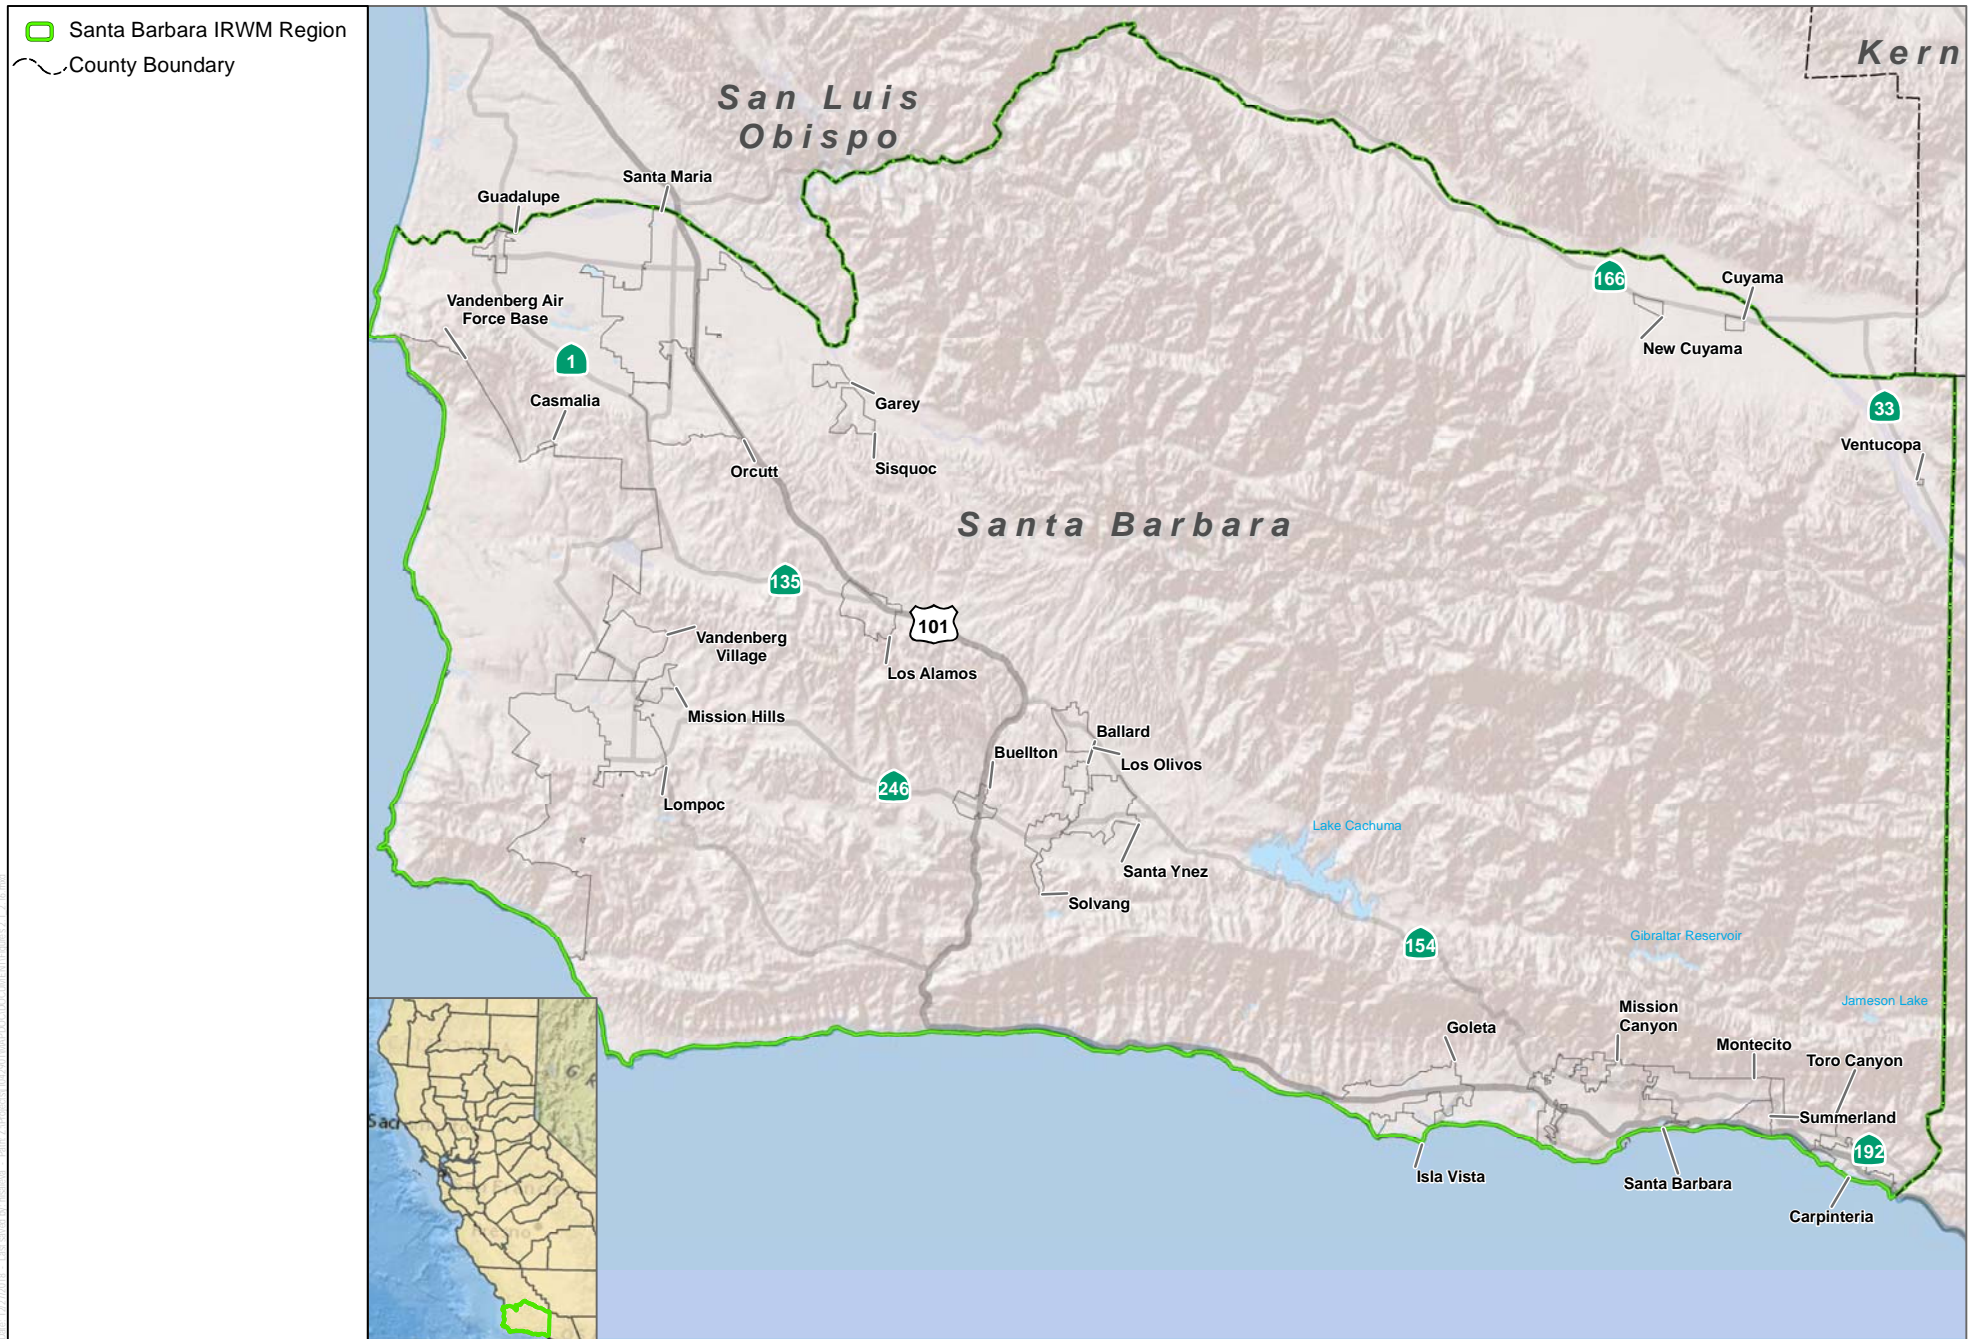 Santa Barbara IRWM Region
County Boundary
Kern
San Luis
Obispo
Santa Maria
Guadalupe
Vandenberg Air
Force Base
166
Cuyama
New Cuyama
1
Casmalia
Garey
33
Ventucopa
Orcutt
Sisquoc
Santa Barbara
135
101
Vandenberg
Village
Los Alamos
Mission Hills
Ballard
Buellton
Los Olivos
246
Lompoc
Lake Cachuma
Santa Ynez
Solvang
154
Gibraltar Reservoir
Jameson Lake
Mission
Canyon
Goleta
Montecito
Toro Canyon
Summerland
192
Isla Vista
Santa Barbara
Carpinteria